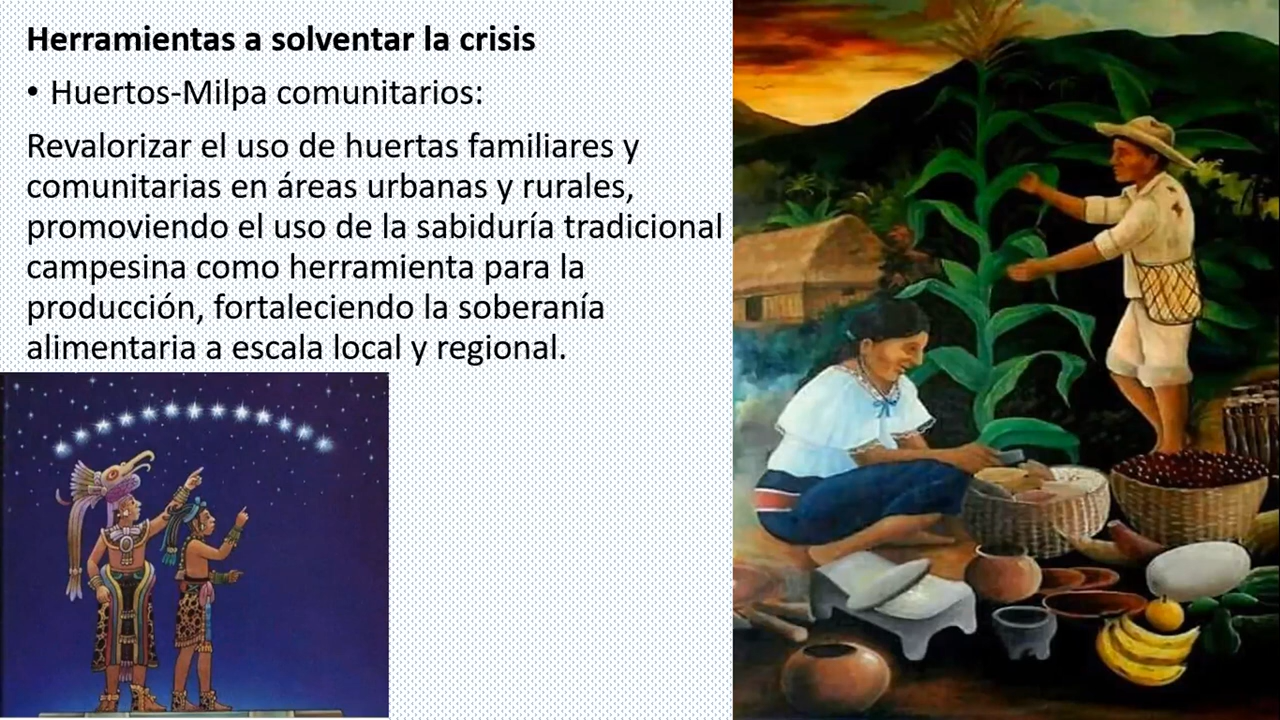 Herramientas a solventar la crisis
• Huertos-Milpa comunitarios:
Revalorizar el uso de huertas familiares y
comunitarias en áreas urbanas y rurales,
promoviendo el uso de la sabiduría tradicional
campesina como herramienta para la
producción, fortaleciendo la soberanía
alimentaria a escala local y regional.